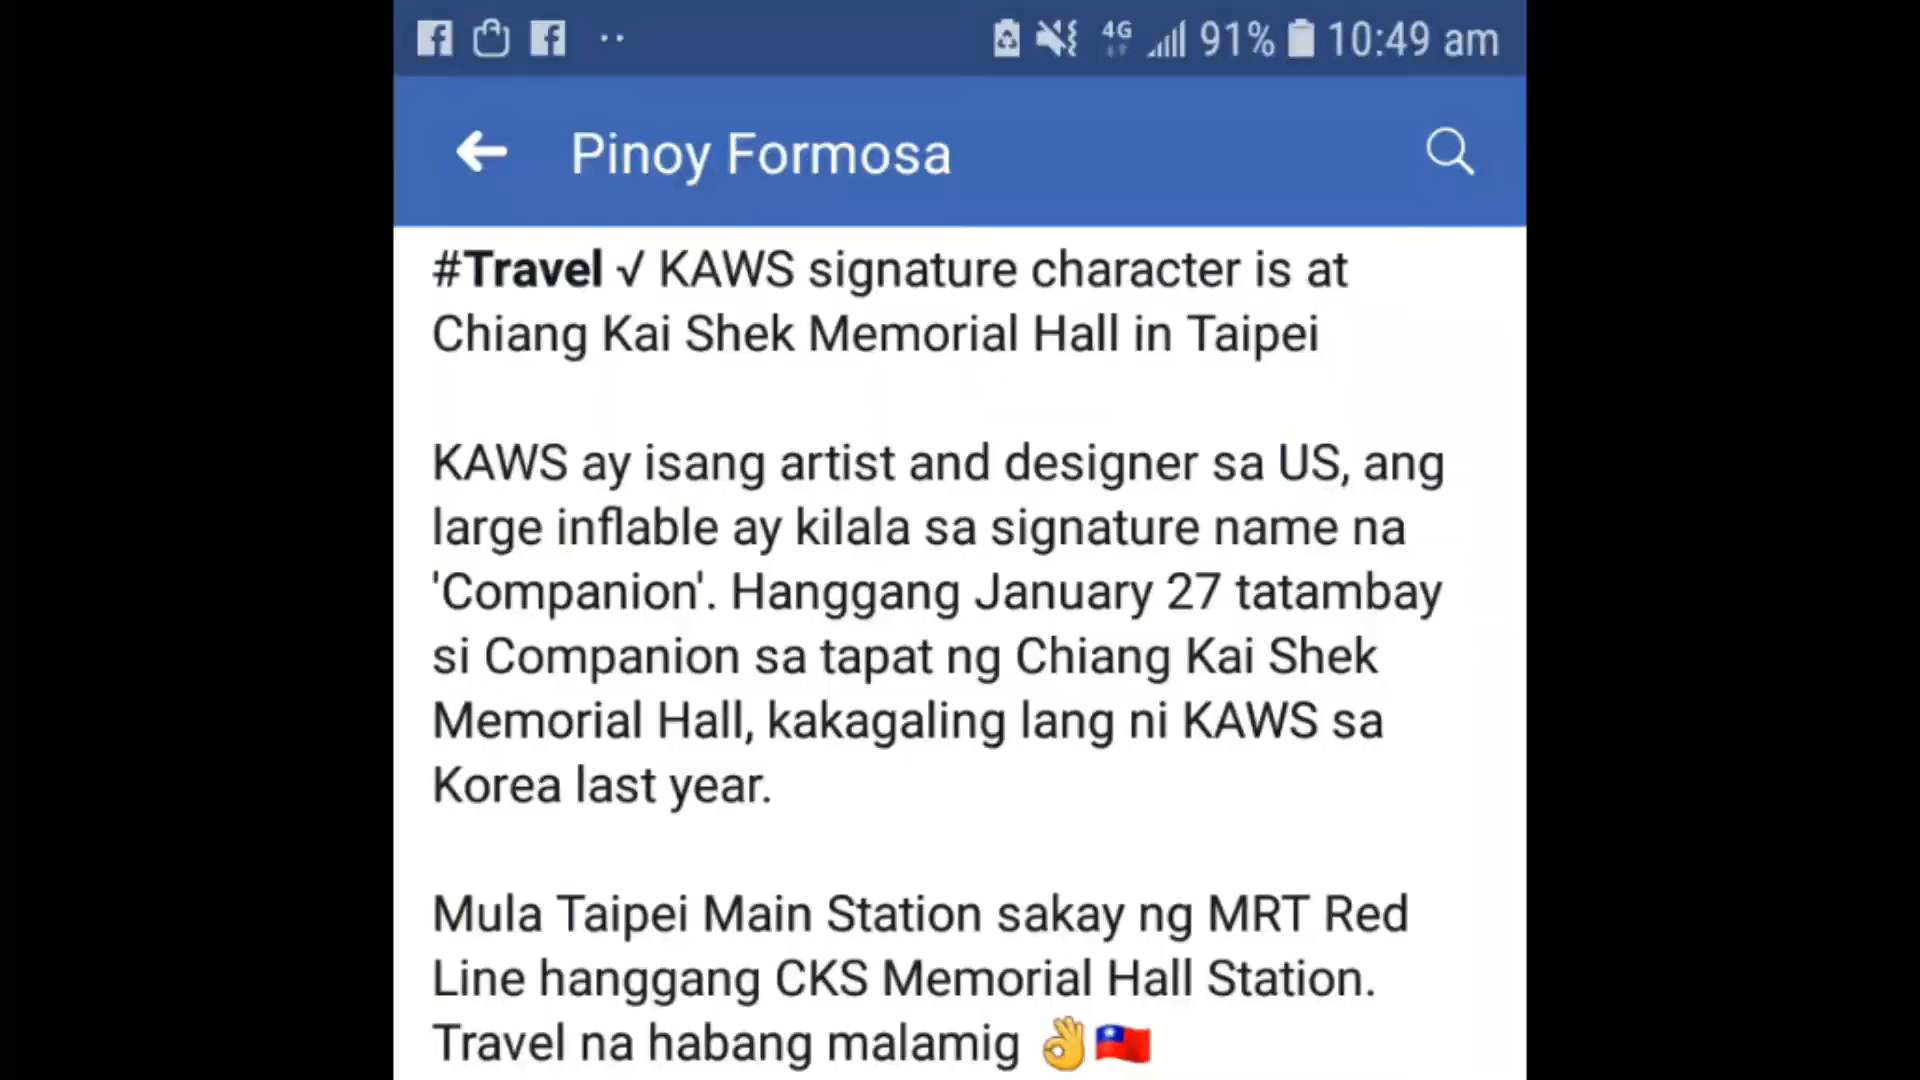 4G 91% 10:49 am
Pinoy Formosa
#Travel √ KAWS signature character is at
Chiang Kai Shek Memorial Hall in Taipei
KAWS ay isang artist and designer sa US, ang
large inflable ay kilala sa signature name na
'Companion'. Hanggang January 27 tatambay
si Companion sa tapat ng Chiang Kai Shek
Memorial Hall, kakagaling lang ni KAWS sa
Korea last year.
Mula Taipei Main Station sakay ng MRT Red
Line hanggang CKS Memorial Hall Station.
Travel na habang malamig 👌🇹🇼